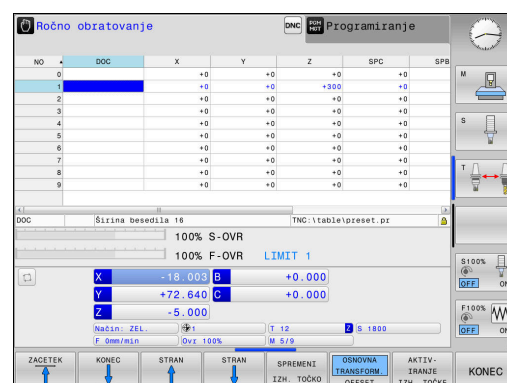 Ročno obratovanje
DNC
PGM MGT
Programiranje
NO DOC X Y Z SPC SPB
0 +0 +0 +0 +0
1 +0 +0 +300 +0
2 +0 +0 +0 +0
3 +0 +0 +0 +0
4 +0 +0 +0 +0
5 +0 +0 +0 +0
6 +0 +0 +0 +0
7 +0 +0 +0 +0
8 +0 +0 +0 +0
9 +0 +0 +0 +0
DOC Širina besedila 16 TNC:\table\preset.pr
100% S-OVR
100% F-OVR LIMIT 1
X -18.003 B +0.000
Y +72.640 C +0.000
Z -5.000
Način: ZEL. 1 T 12 Z S 1800
F 0mm/min Ovr 100% M 5/9
M
S
T
S100%
OFF ON
F100%
OFF ON
ZACETEK
KONEC
STRAN
STRAN
SPREMENI
IZH. TOČKO
OSNOVNA
TRANSFORM.
OFFSET
AKTIV-
IRANJE
IZH. TOČKE
KONEC